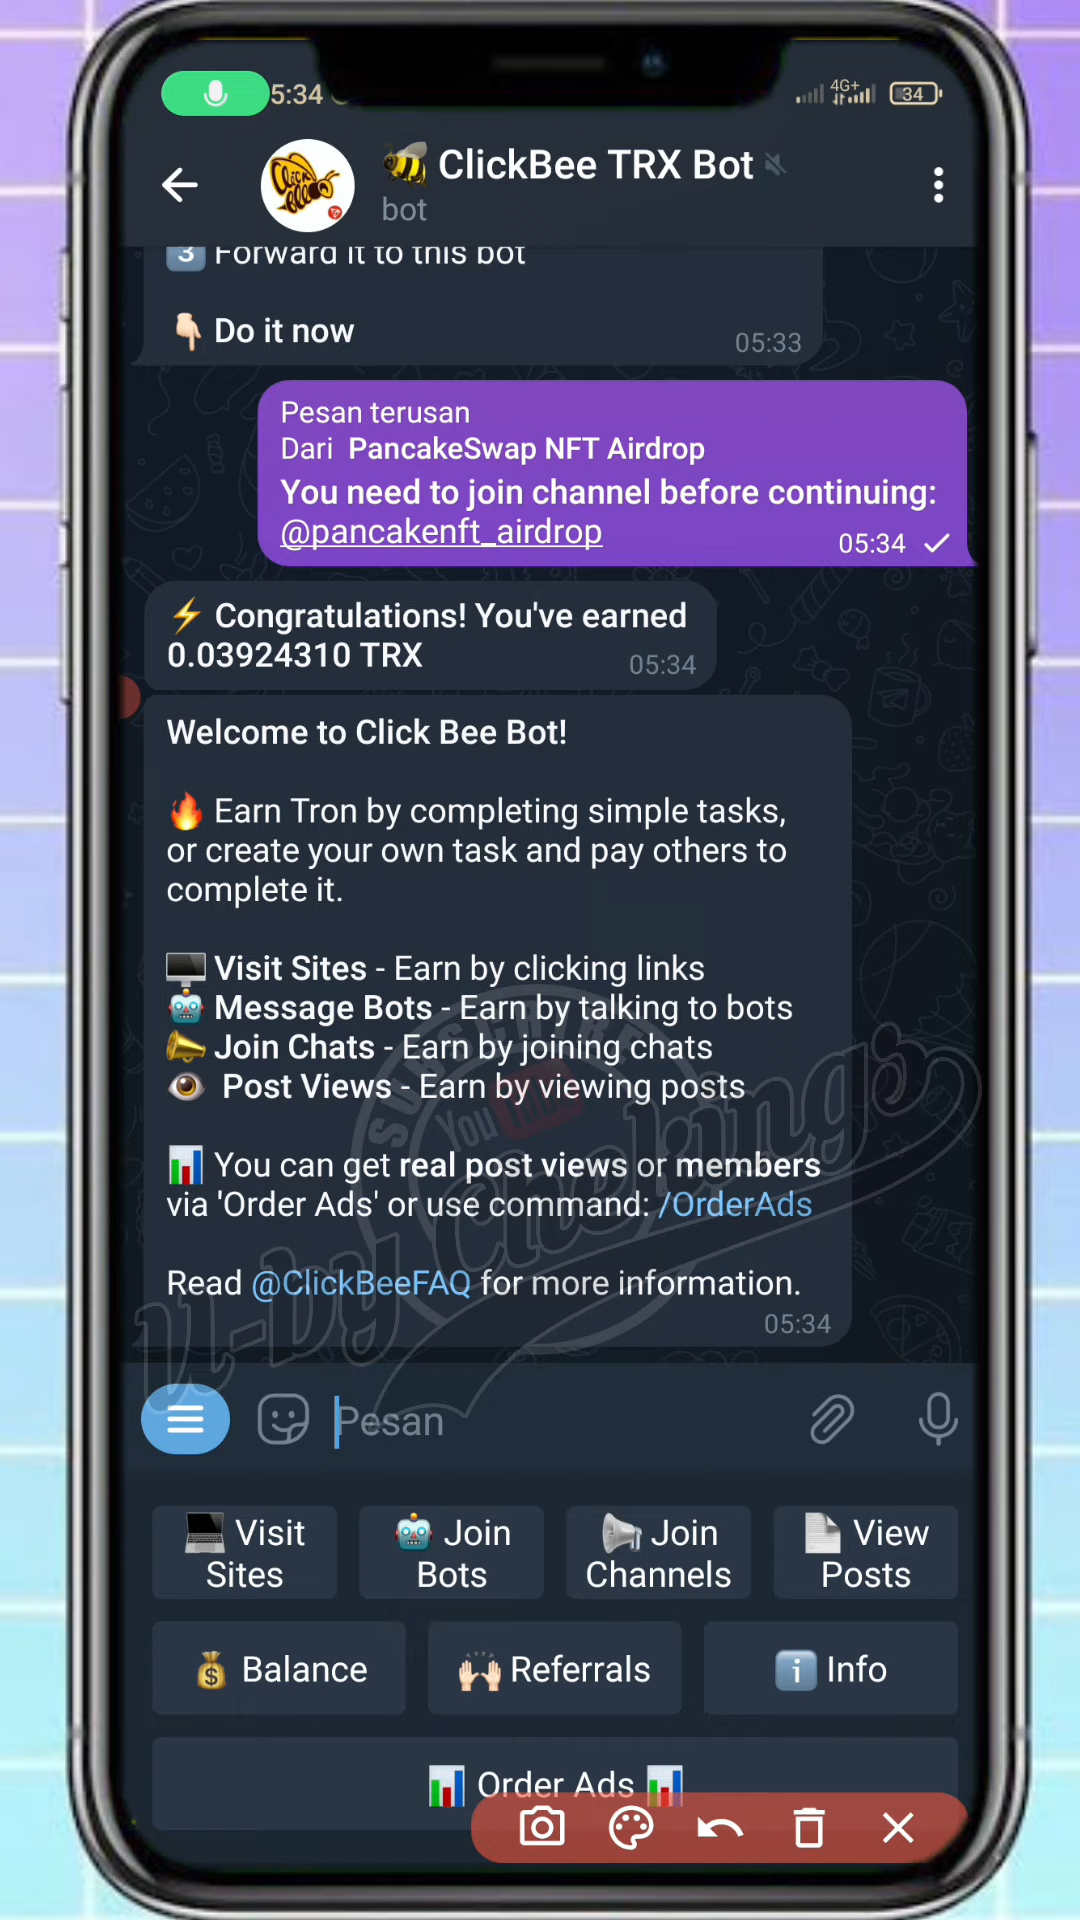 5:34
4G+
34
ClickBee TRX Bot
bot
3 Forward it to this bot
Do it now
05:33
Pesan terusan
Dari PancakeSwap NFT Airdrop
You need to join channel before continuing:
@pancakenft_airdrop
05:34
Congratulations! You've earned
0.03924310 TRX
05:34
Welcome to Click Bee Bot!
Earn Tron by completing simple tasks,
or create your own task and pay others to
complete it.
Visit Sites - Earn by clicking links
Message Bots - Earn by talking to bots
Join Chats - Earn by joining chats
Post Views - Earn by viewing posts
You can get real post views or members
via 'Order Ads' or use command: /OrderAds
Read @ClickBeeFAQ for more information.
05:34
YouTube
Pesan
Visit
Sites
Join
Bots
Join
Channels
View
Posts
Balance
Referrals
Info
Order Ads